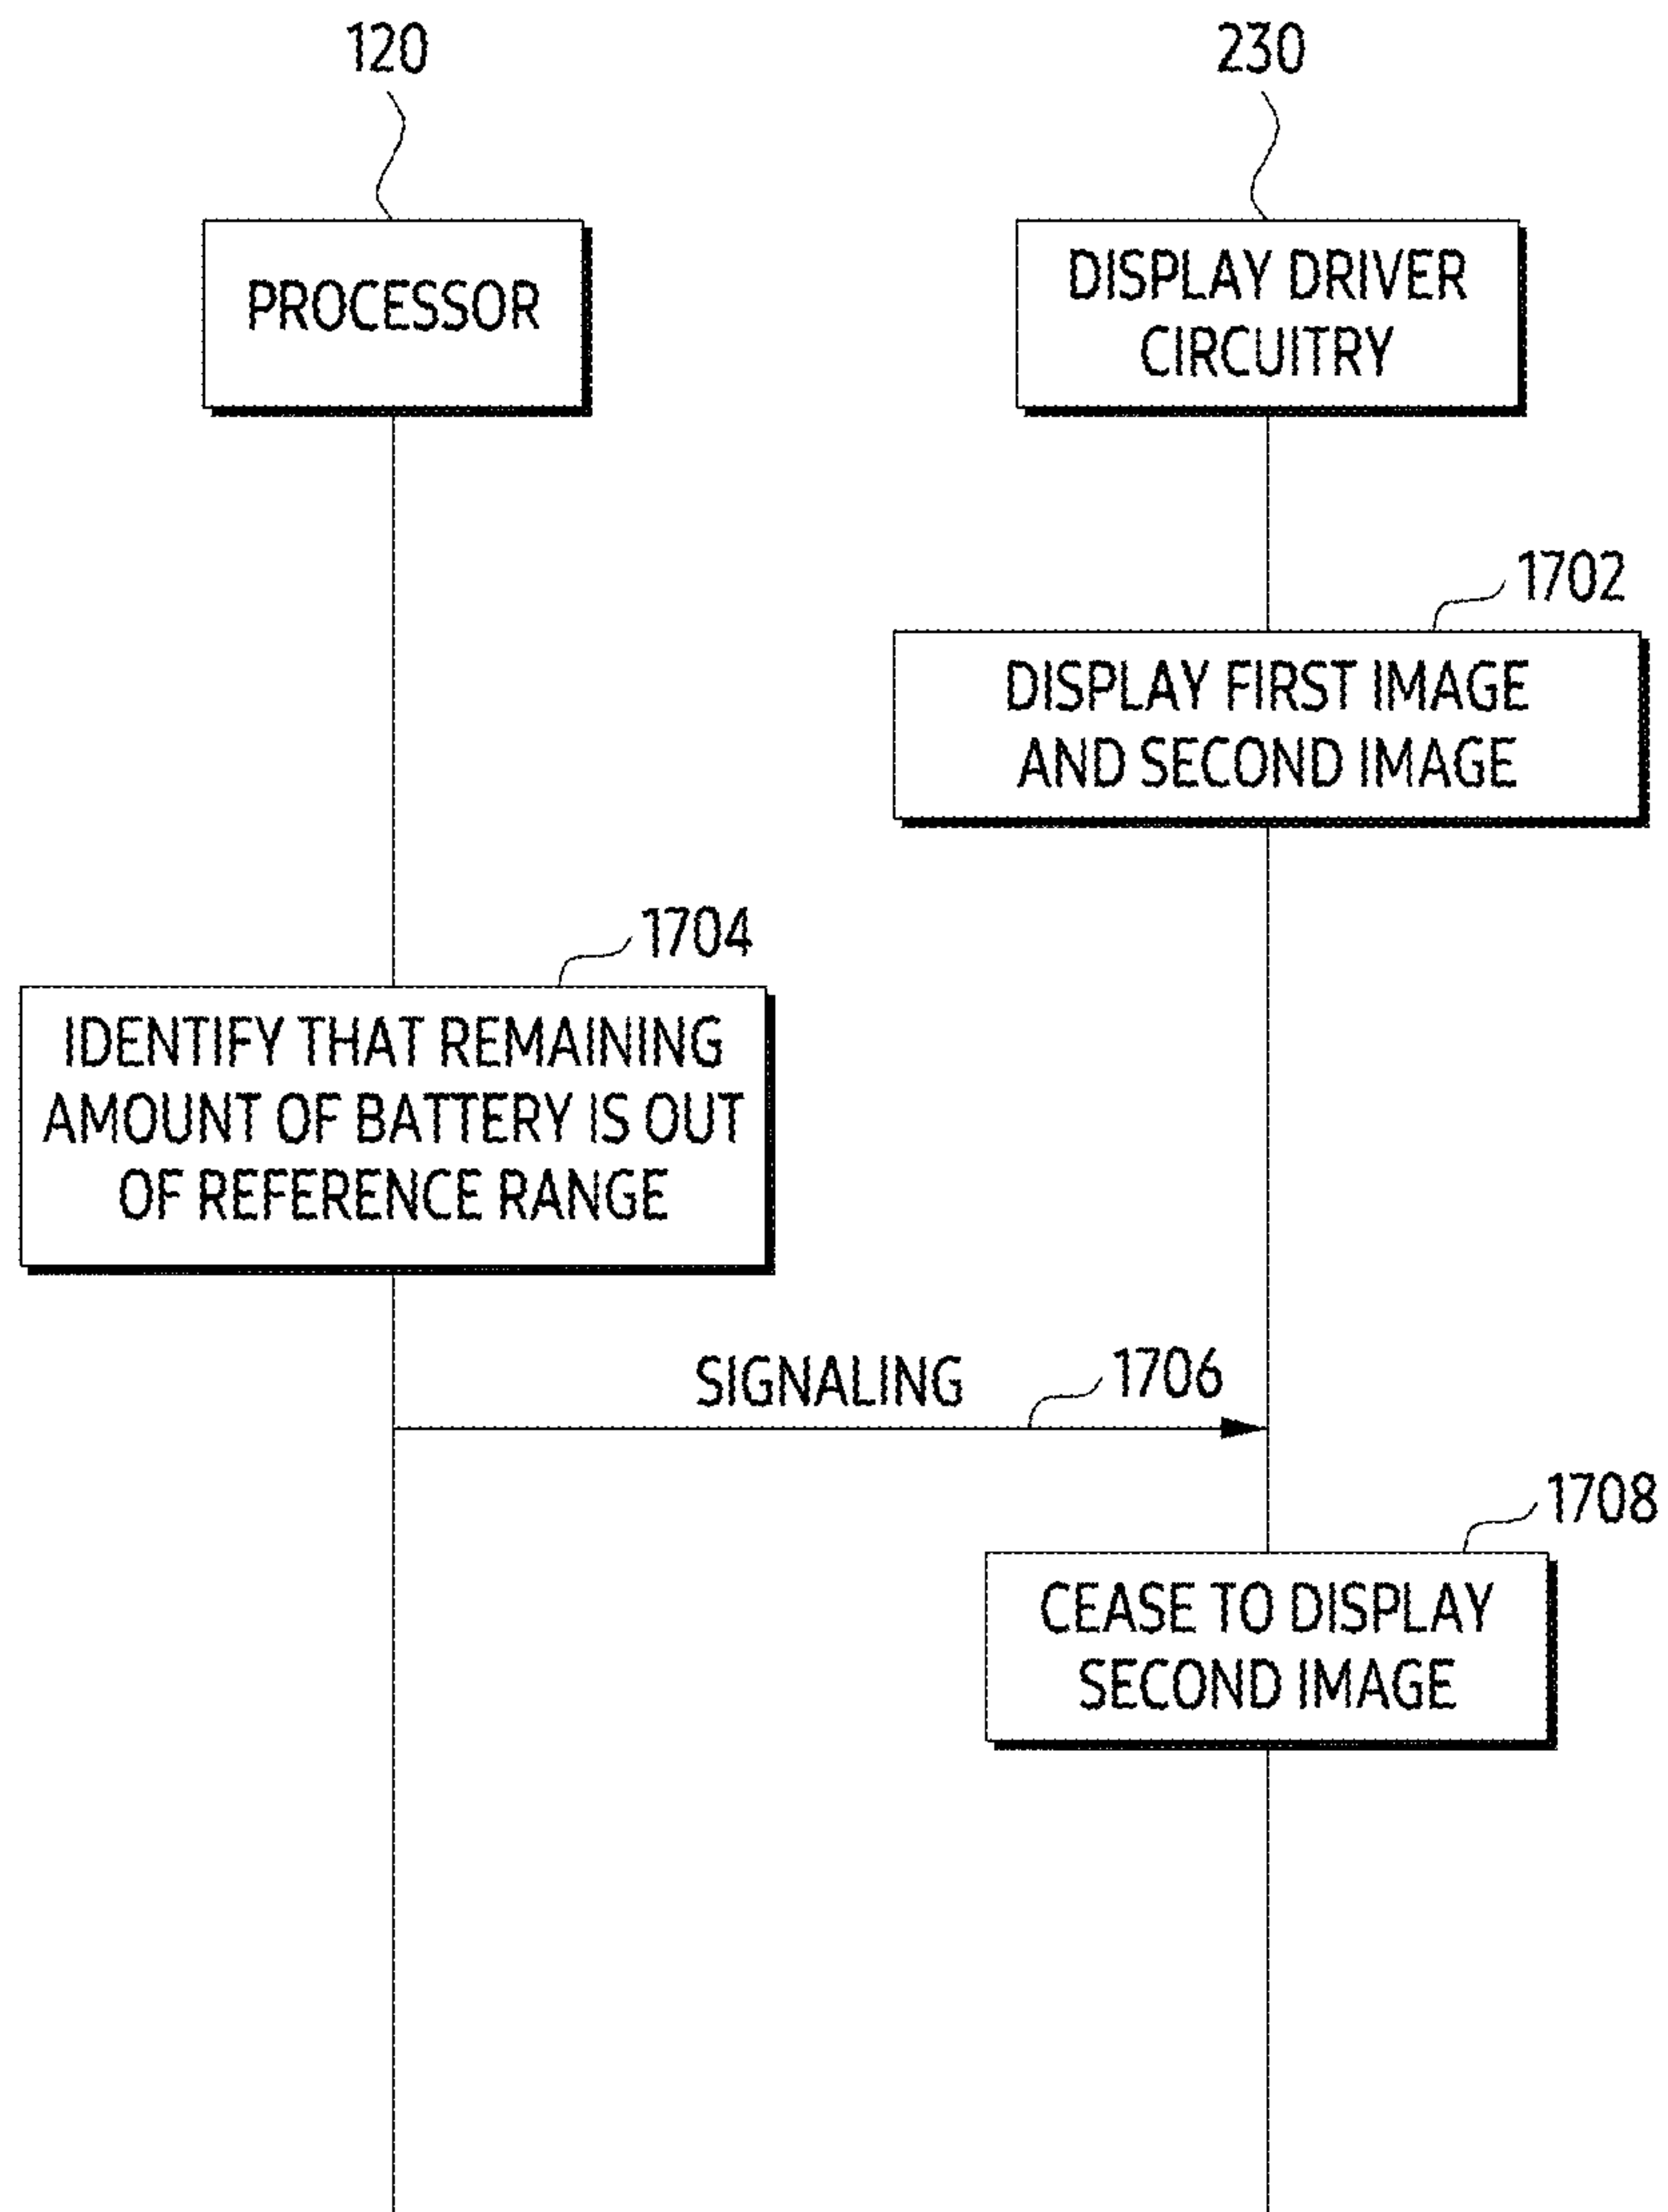 120
230
PROCESSOR
DISPLAY DRIVER
CIRCUITRY
1702
DISPLAY FIRST IMAGE
AND SECOND IMAGE
1704
IDENTIFY THAT REMAINING
AMOUNT OF BATTERY IS OUT
OF REFERENCE RANGE
SIGNALING
1706
1708
CEASE TO DISPLAY
SECOND IMAGE